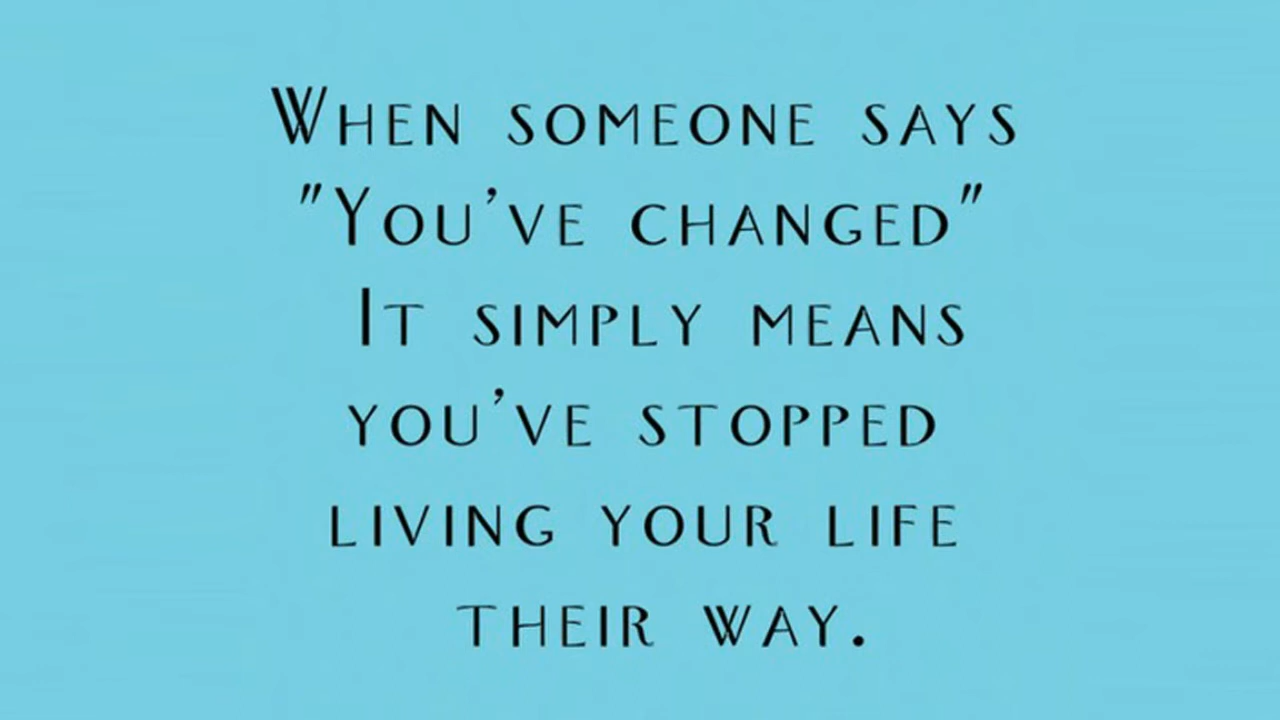 When someone says
"You've changed"
It simply means
you've stopped
living your life
their way.